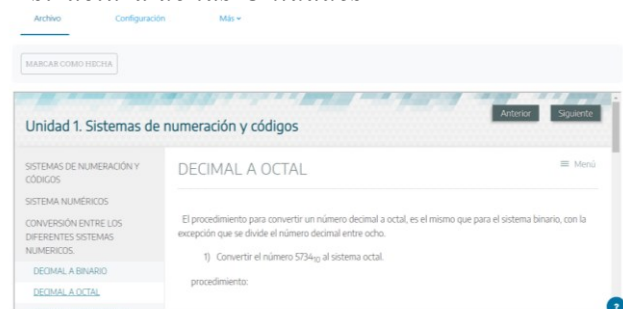 Archivo
Configuración
Más
MARCAR COMO HECHA
Anterior
Siguiente
Unidad 1. Sistemas de numeración y códigos
SISTEMAS DE NUMERACIÓN Y
CÓDIGOS
SISTEMA NUMÉRICOS
CONVERSIÓN ENTRE LOS
DIFERENTES SISTEMAS
NUMERICOS.
DECIMAL A BINARIO
DECIMAL A OCTAL
DECIMAL A OCTAL
Menú
El procedimiento para convertir un número decimal a octal, es el mismo que para el sistema binario, con la
excepción que se divide el número decimal entre ocho.
1) Convertir el número 5734₁₀ al sistema octal.
procedimiento:
?